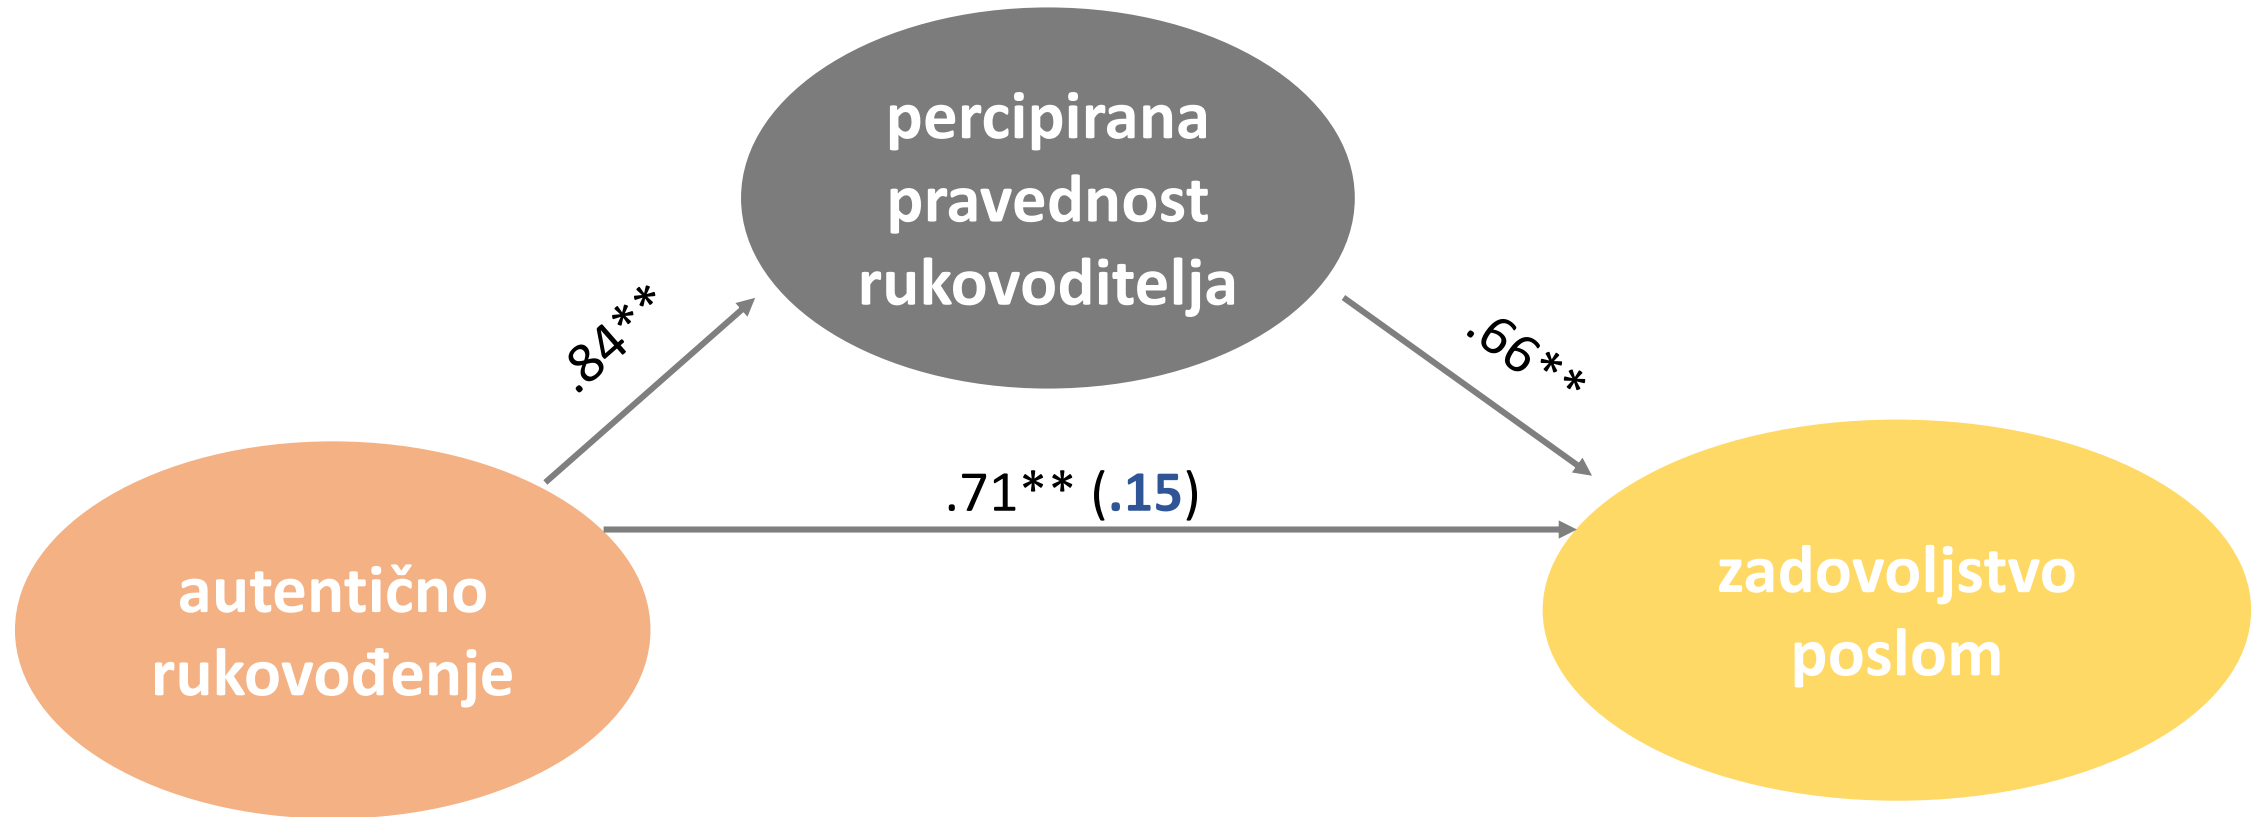 percipirana
pravednost
rukovoditelja
.84**
.66**
.71** (.15)
autentično
rukovođenje
zadovoljstvo
poslom